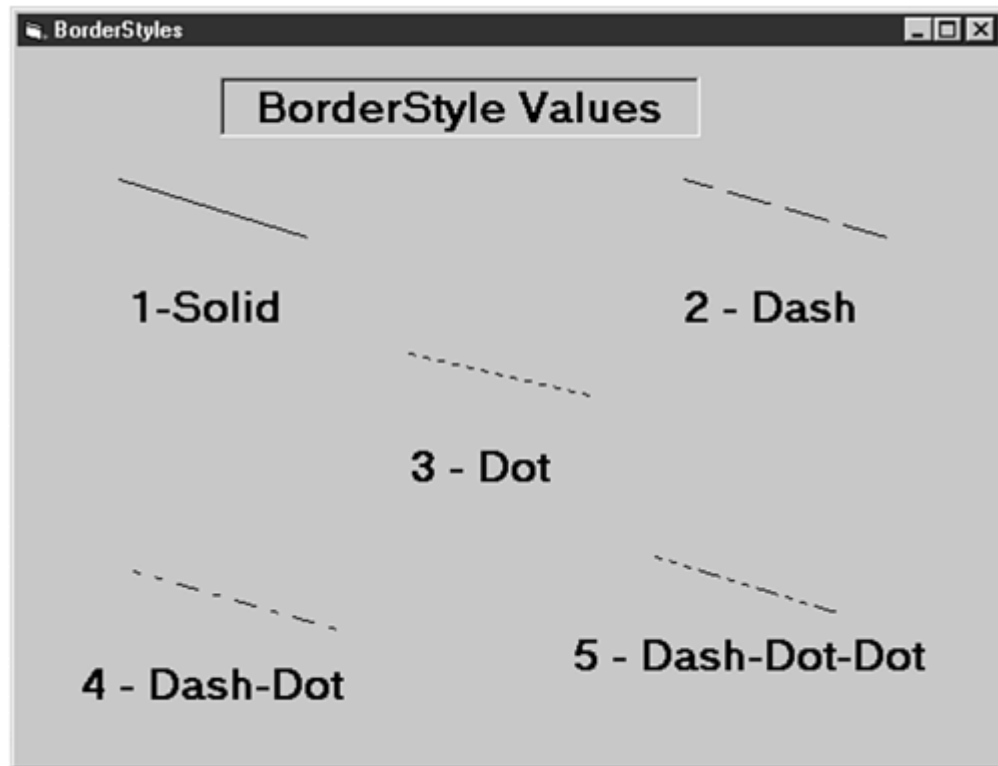 BorderStyles
BorderStyle Values
1-Solid
2 - Dash
3 - Dot
4 - Dash-Dot
5 - Dash-Dot-Dot